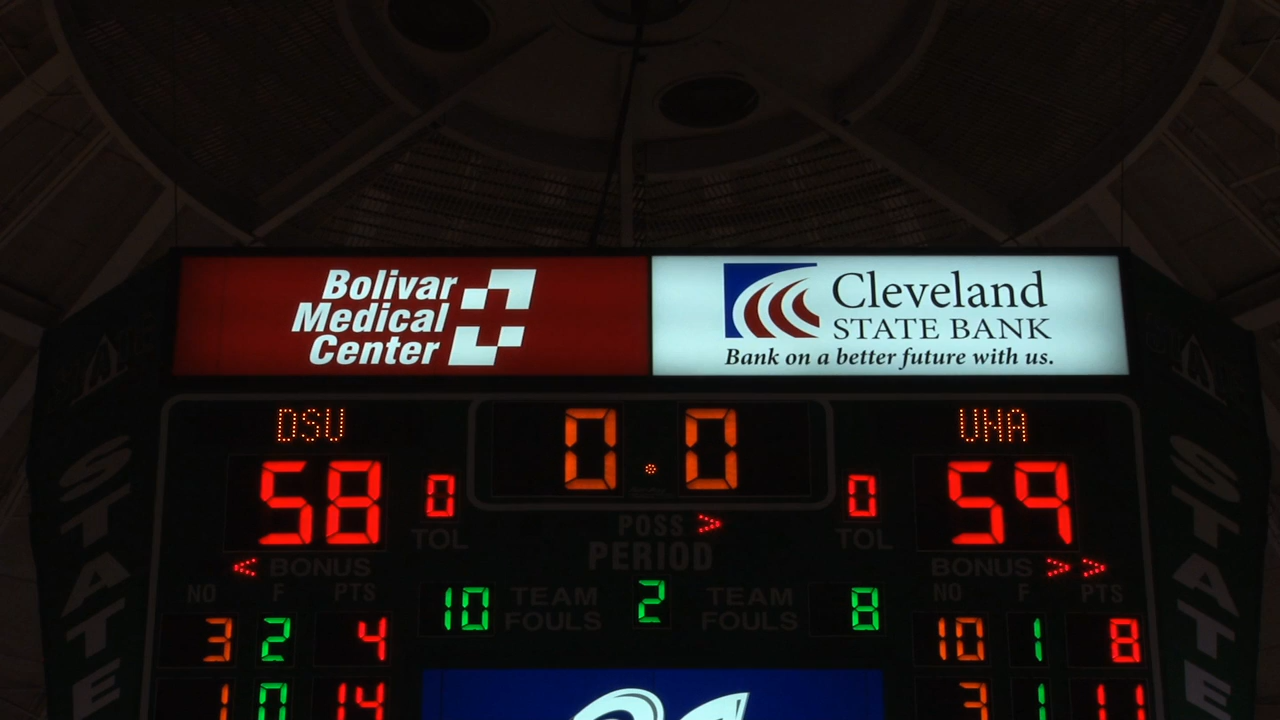 Bolivar
Medical
Center
Cleveland
STATE BANK
Bank on a better future with us.
DSU
0.0
UHA
58
0
0
59
TOL
POSS >
TOL
< BONUS
PERIOD
BONUS > >
NO F PTS
10 TEAM FOULS
2
TEAM FOULS 8
NO F PTS
3 2 4
10 1 8
1 0 14
3 1 11
STATE
STATE